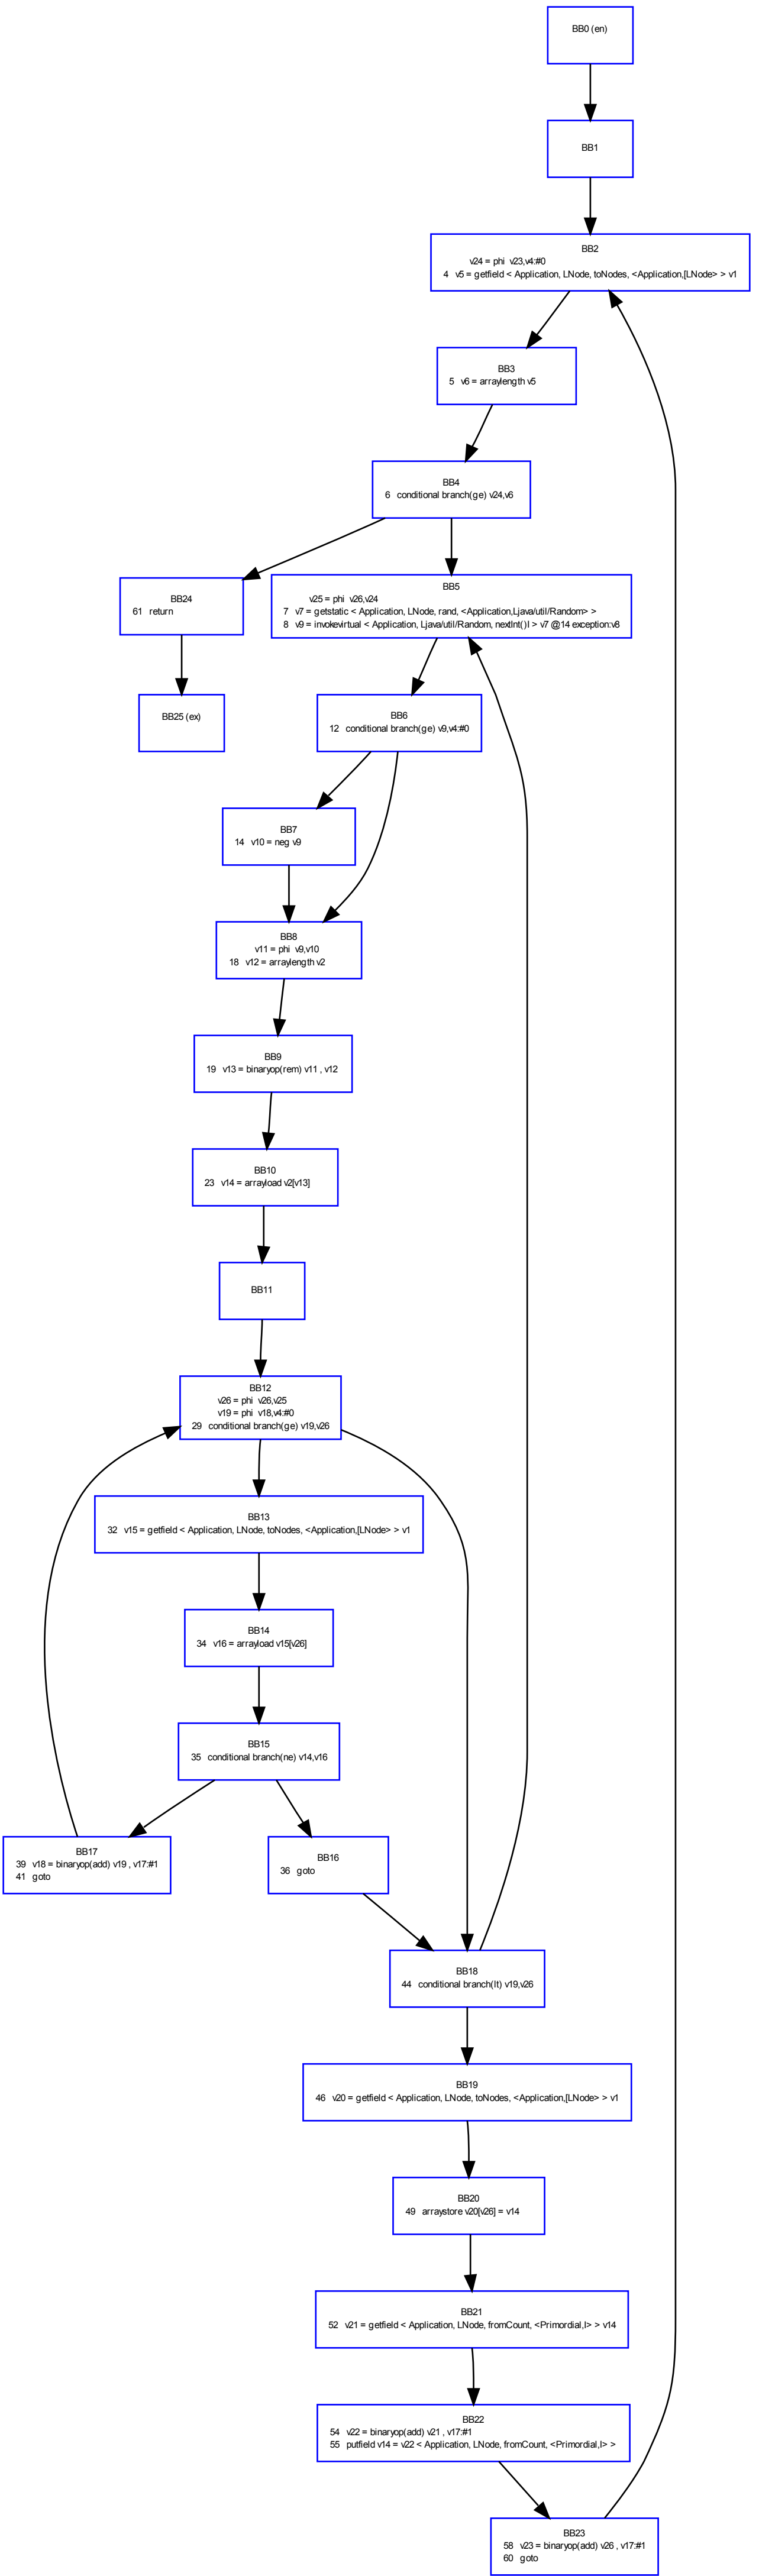 BB0 (en)
BB1
BB2
v24 = phi v23,v4:#0
4 v5 = getfield < Application, LNode, toNodes, <Application,[LNode> > v1
BB3
5 v6 = arraylength v5
BB4
6 conditional branch(ge) v24,v6
BB24
61 return
BB5
v25 = phi v26,v24
7 v7 = getstatic < Application, LNode, rand, <Application,Ljava/util/Random> >
8 v9 = invokevirtual < Application, Ljava/util/Random, nextInt()I > v7 @14 exception:v8
BB25 (ex)
BB6
12 conditional branch(ge) v9,v4:#0
BB7
14 v10 = neg v9
BB8
v11 = phi v9,v10
18 v12 = arraylength v2
BB9
19 v13 = binaryop(rem) v11 , v12
BB10
23 v14 = arrayload v2[v13]
BB11
BB12
v26 = phi v26,v25
v19 = phi v18,v4:#0
29 conditional branch(ge) v19,v26
BB13
32 v15 = getfield < Application, LNode, toNodes, <Application,[LNode> > v1
BB14
34 v16 = arrayload v15[v26]
BB15
35 conditional branch(ne) v14,v16
BB17
39 v18 = binaryop(add) v19 , v17:#1
41 goto
BB16
36 goto
BB18
44 conditional branch(lt) v19,v26
BB19
46 v20 = getfield < Application, LNode, toNodes, <Application,[LNode> > v1
BB20
49 arraystore v20[v26] = v14
BB21
52 v21 = getfield < Application, LNode, fromCount, <Primordial,I> > v14
BB22
54 v22 = binaryop(add) v21 , v17:#1
55 putfield v14 = v22 < Application, LNode, fromCount, <Primordial,I> >
BB23
58 v23 = binaryop(add) v26 , v17:#1
60 goto